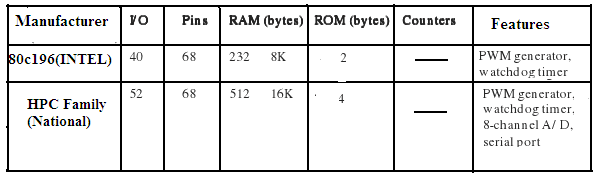 Manufacturer I/O Pins RAM (bytes) ROM (bytes) Counters Features
80c196(INTEL) 40 68 232 8K 2 PWM generator,
watchdog timer
HPC Family
(National) 52 68 512 16K 4 PWM generator,
watchdog timer,
8-channel A/D,
serial port